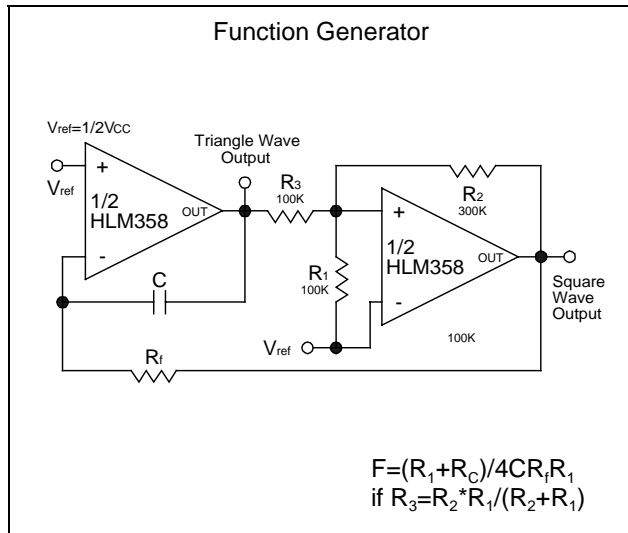 Function Generator
Vref=1/2VCC
Triangle Wave
Output
Vref
+
1/2
HLM358
OUT
-
R3
100K
R2
300K
+
1/2
HLM358
OUT
-
R1
100K
C
Square
Wave
Output
Vref
100K
Rf
F=(R1+RC)/4CRfR1
if R3=R2*R1/(R2+R1)